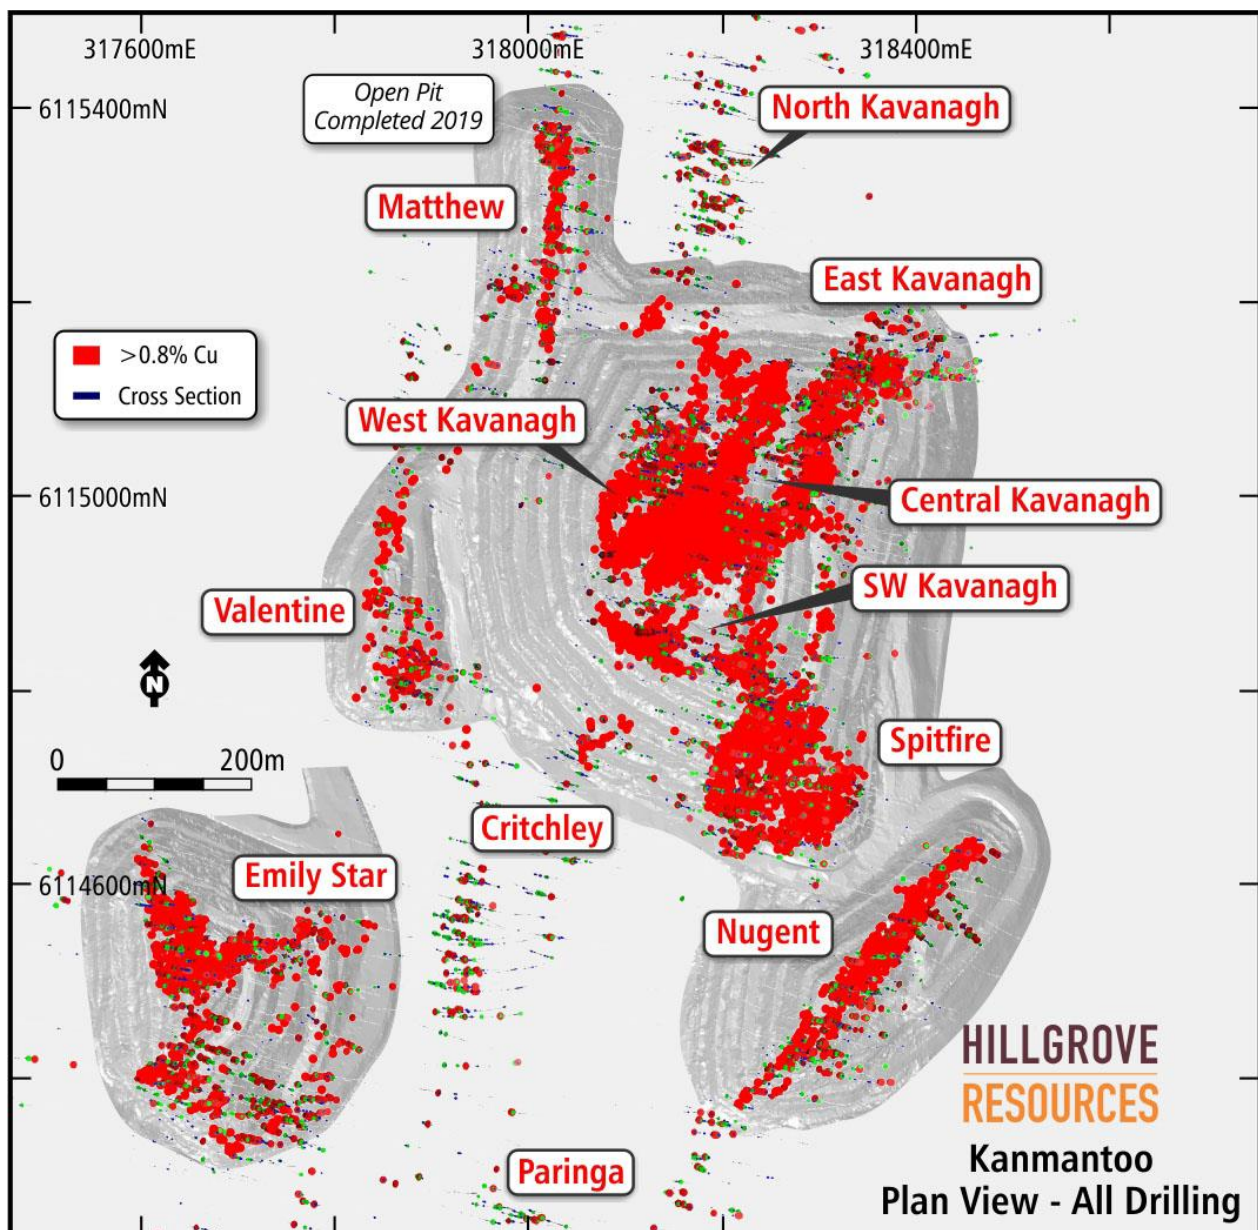 317600mE
318000mE
318400mE
6115400mN
Open Pit
Completed 2019
North Kavanagh
Matthew
East Kavanagh
>0.8% Cu
Cross Section
West Kavanagh
6115000mN
Central Kavanagh
SW Kavanagh
Valentine
N
Spitfire
0
200m
Critchley
Emily Star
6114600mN
Nugent
HILLGROVE
RESOURCES
Kanmantoo
Plan View - All Drilling
Paringa